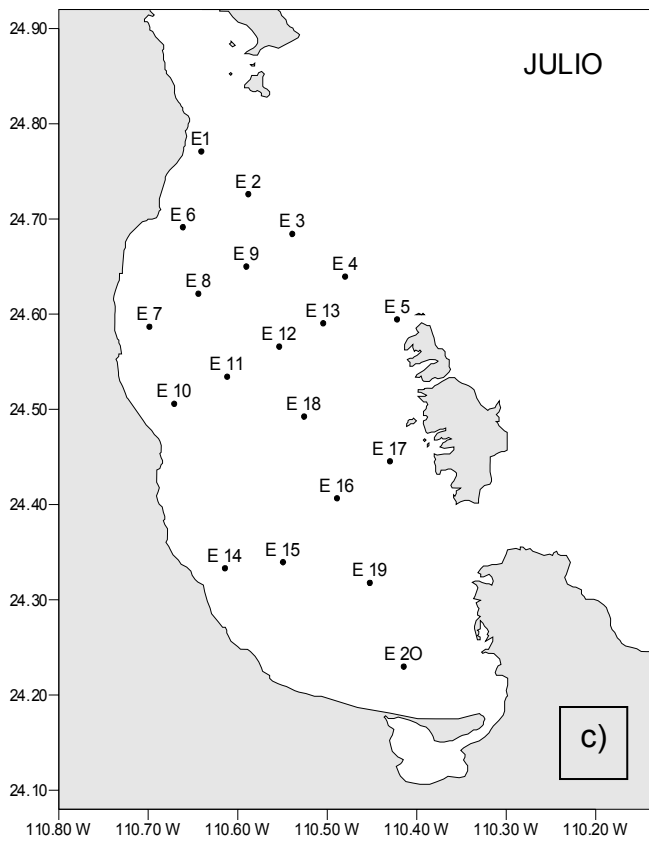 24.90
JULIO
24.80
E1
E 2
24.70
E 6
E 3
E 9
E 4
E 8
24.60
E 5
E 7
E 13
E 12
E 11
E 10
24.50
E 18
E 17
24.40
E 16
E 14
E 15
E 19
24.30
E 2O
24.20
c)
24.10
110.80 W 110.70 W 110.60 W 110.50 W 110.40 W 110.30 W 110.20 W